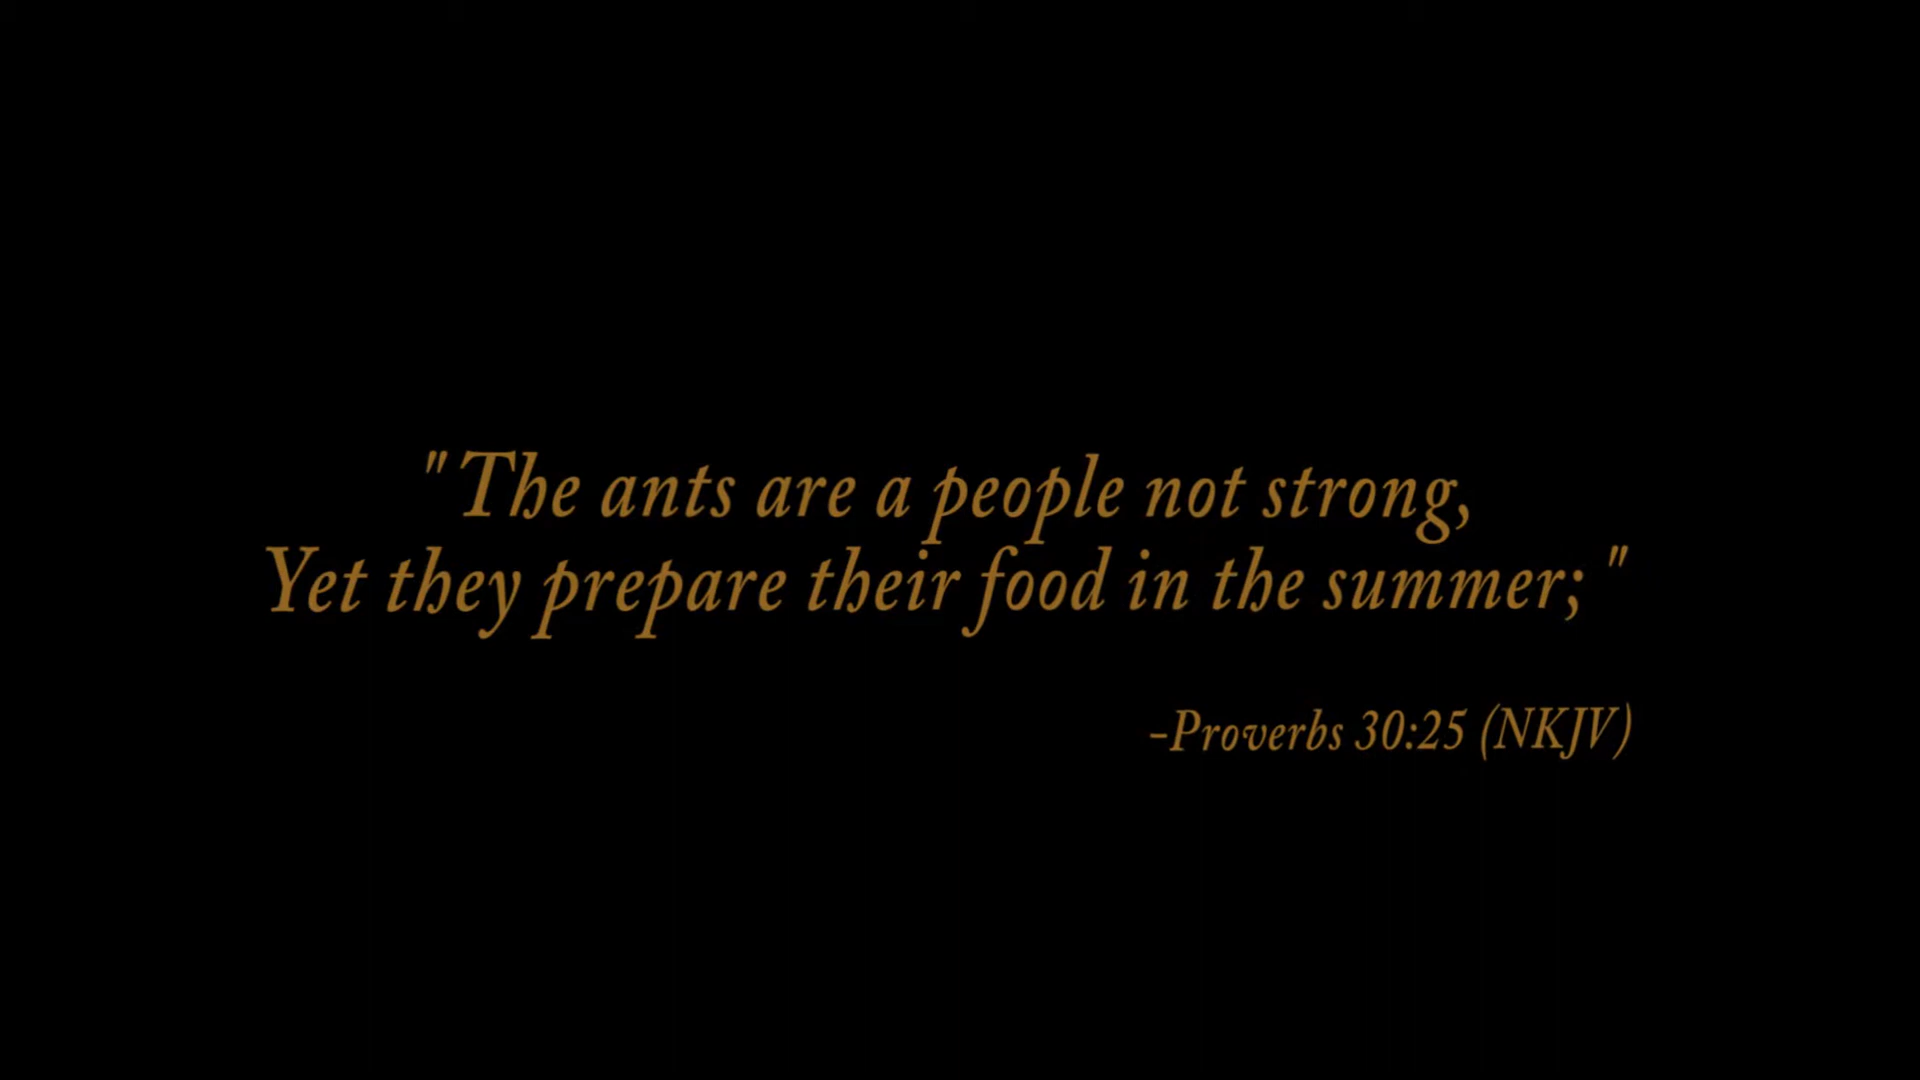 "The ants are a people not strong,
Yet they prepare their food in the summer;"
-Proverbs 30:25 (NKJV)